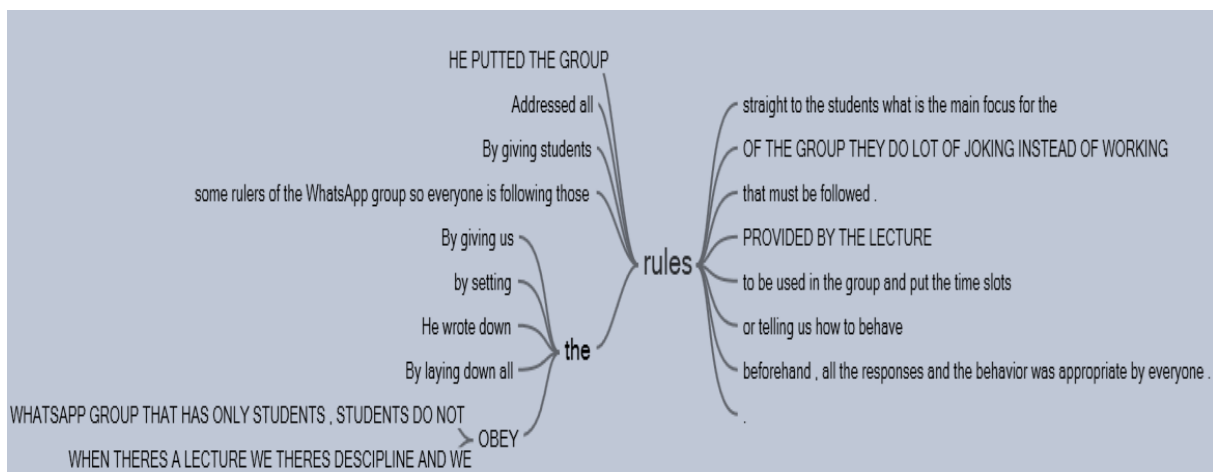 HE PUTTED THE GROUP
Addressed all
By giving students
some rulers of the WhatsApp group so everyone is following those
By giving us
by setting
He wrote down
By laying down all
the
WHATSAPP GROUP THAT HAS ONLY STUDENTS , STUDENTS DO NOT
OBEY
WHEN THERES A LECTURE WE THERES DESCIPLINE AND WE
rules
straight to the students what is the main focus for the
OF THE GROUP THEY DO LOT OF JOKING INSTEAD OF WORKING
that must be followed .
PROVIDED BY THE LECTURE
to be used in the group and put the time slots
or telling us how to behave
beforehand , all the responses and the behavior was appropriate by everyone .
.